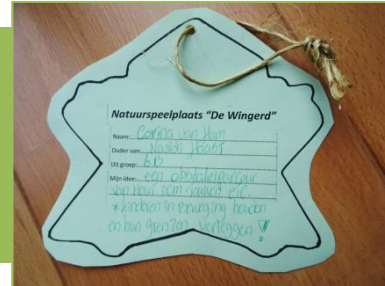 Natuurspeelplaats "De Wingerd"
Naam: Corina van Ham
Ouder van:
Uit groep: 6B
Mijn idee: een obstakelparcour
van hout
* kinderen in beweging houden
en hun grenzen verleggen !